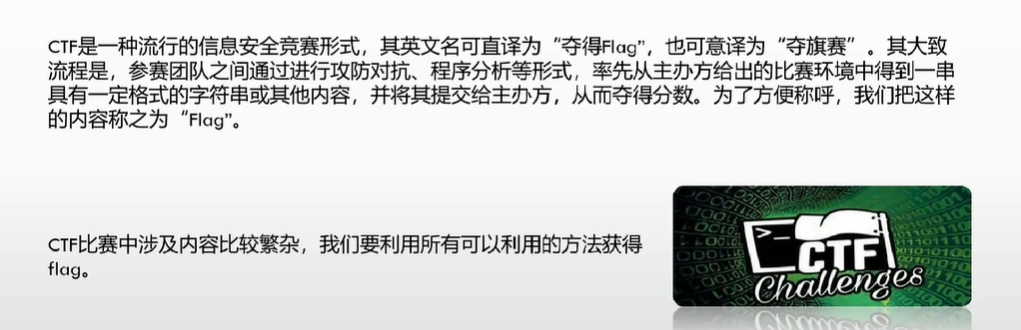 CTF是一种流行的信息安全竞赛形式，其英文名可直译为“夺得Flag”，也可意译为“夺旗赛”。其大致
流程是，参赛团队之间通过进行攻防对抗、程序分析等形式，率先从主办方给出的比赛环境中得到一串
具有一定格式的字符串或其他内容，并将其提交给主办方，从而夺得分数。为了方便称呼，我们把这样
的内容称之为“Flag”。
CTF比赛中涉及内容比较繁杂，我们要利用所有可以利用的方法获得
flag。
>_
CTF
Challenges